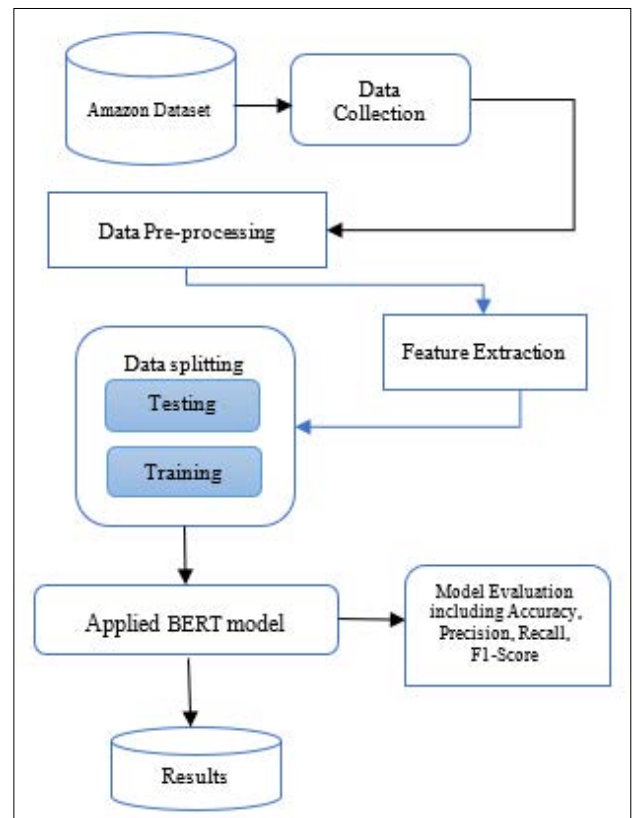 Amazon Dataset
Data
Collection
Data Pre-processing
Feature Extraction
Data splitting
Testing
Training
Applied BERT model
Model Evaluation
including Accuracy,
Precision, Recall,
F1-Score
Results